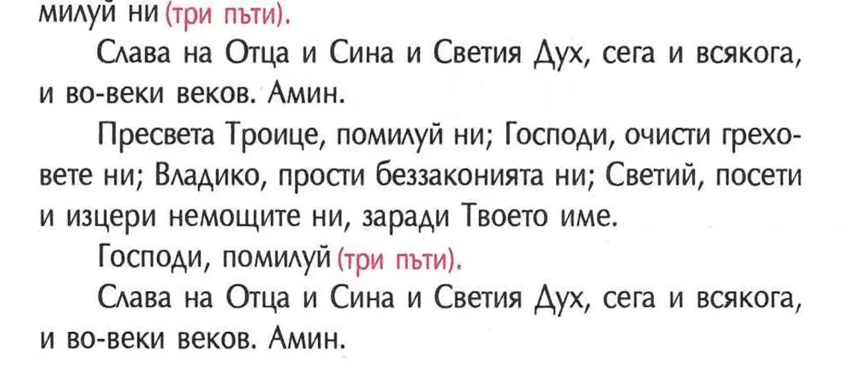 милуй ни (три пъти).
Слава на Отца и Сина и Светия Дух, сега и всякога,
и во-веки веков. Амин.
Пресвета Троице, помилуй ни; Господи, очисти грехо-
вете ни; Владико, прости беззаконията ни; Светий, посети
и изцери немощите ни, заради Твоето име.
Господи, помилуй (три пъти).
Слава на Отца и Сина и Светия Дух, сега и всякога,
и во-веки веков. Амин.